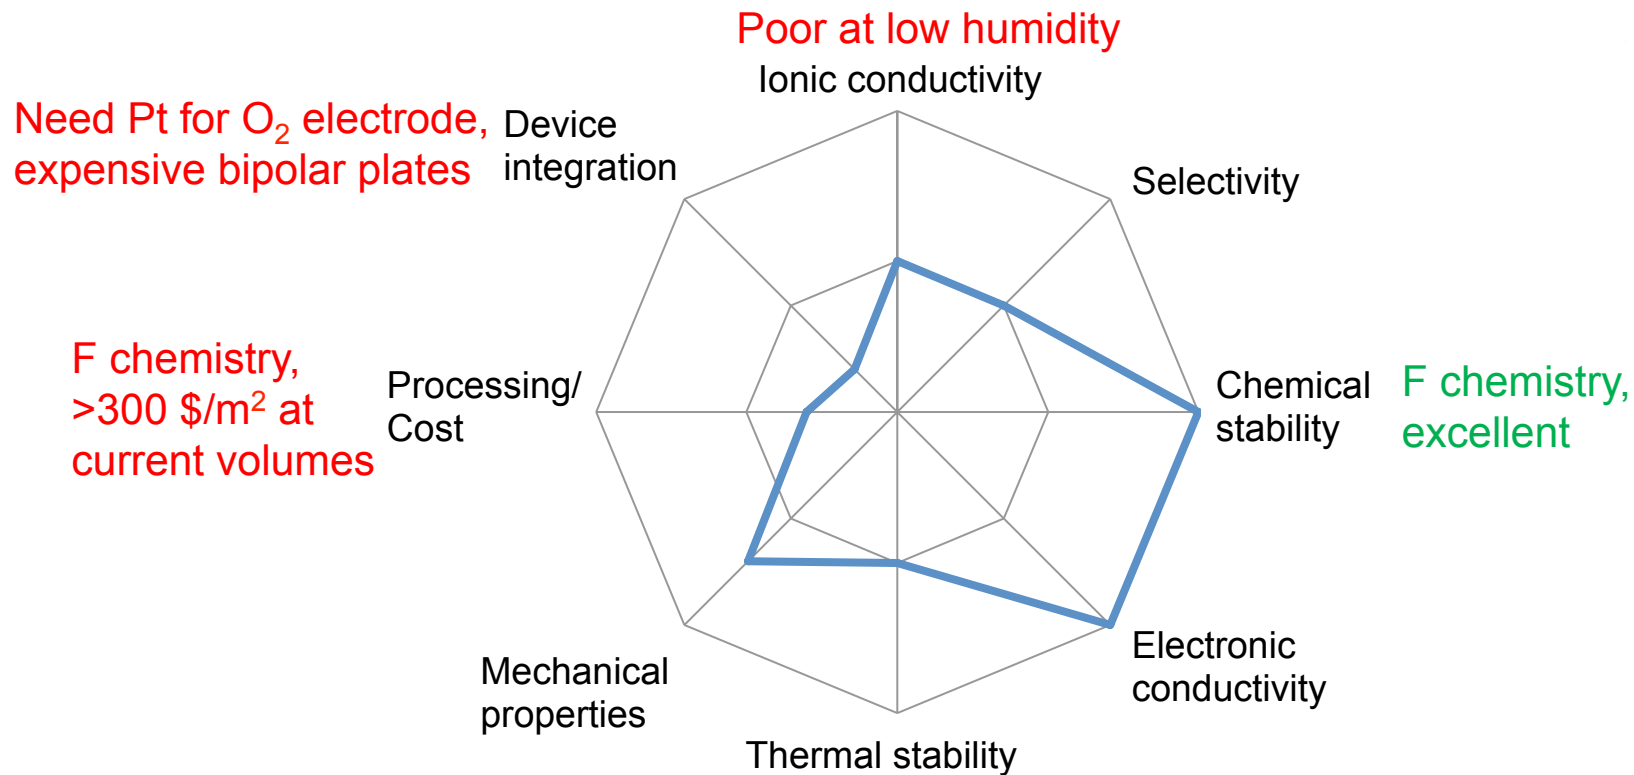 Poor at low humidity
Ionic conductivity
Need Pt for O₂ electrode,
expensive bipolar plates
Device
integration
Selectivity
F chemistry,
>300 $/m² at
current volumes
Processing/
Cost
Chemical
stability
F chemistry,
excellent
Mechanical
properties
Electronic
conductivity
Thermal stability